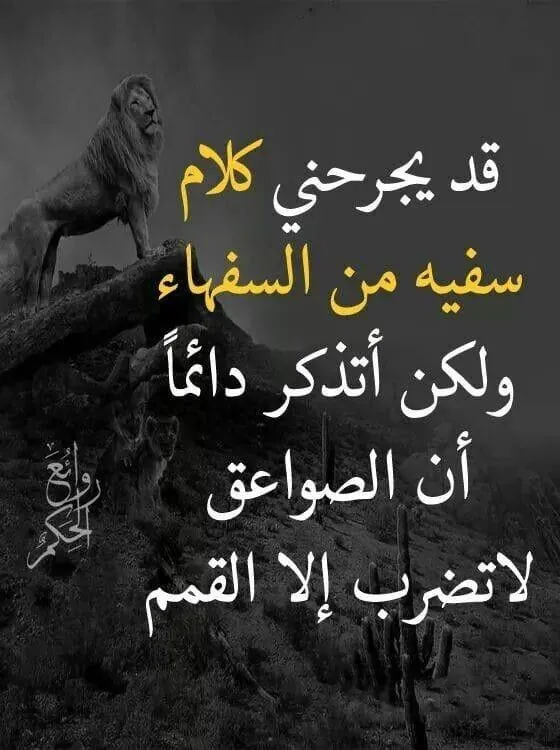 قد يجرحني كلام
سفيه من السفهاء
ولكن أتذكر دائماً
أن الصواعق
لاتضرب إلا القمم
روائع
الحكم